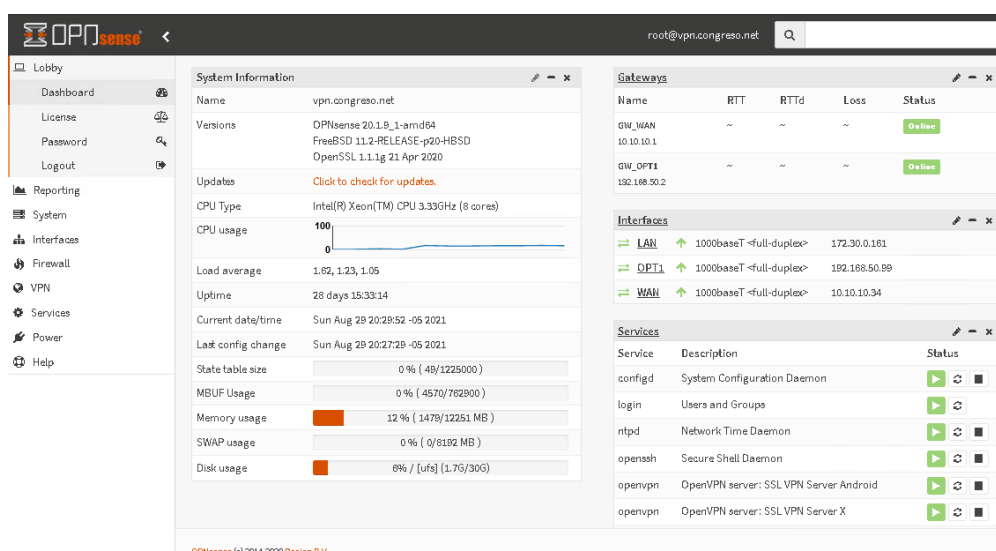 OPNsense
root@vpn.congreso.net
Lobby
Dashboard
License
Password
Logout
Reporting
System
Interfaces
Firewall
VPN
Services
Power
Help
System Information
Name vpn.congreso.net
Versions OPNsense 20.1.9_1-amd64
FreeBSD 11.2-RELEASE-p20-HBSD
OpenSSL 1.1.1g 21 Apr 2020
Updates Click to check for updates.
CPU Type Intel(R) Xeon(TM) CPU 3.33GHz (8 cores)
CPU usage 100
0
Load average 1.62, 1.23, 1.05
Uptime 28 days 15:33:14
Current date/time Sun Aug 29 20:29:52 -05 2021
Last config change Sun Aug 29 20:27:29 -05 2021
State table size 0 % ( 49/1225000 )
MBUF Usage 0 % ( 4570/762900 )
Memory usage 12 % ( 1479/12251 MB )
SWAP usage 0 % ( 0/8192 MB )
Disk usage 6% / [ufs] (1.7G/30G)
Gateways
Name RTT RTTd Loss Status
GW_WAN ~ ~ ~ Online
10.10.10.1
GW_OPT1 ~ ~ ~ Online
192.168.50.2
Interfaces
LAN 1000baseT <full-duplex> 172.30.0.161
OPT1 1000baseT <full-duplex> 192.168.50.99
WAN 1000baseT <full-duplex> 10.10.10.34
Services
Service Description Status
configd System Configuration Daemon
login Users and Groups
ntpd Network Time Daemon
openssh Secure Shell Daemon
openvpn OpenVPN server: SSL VPN Server Android
openvpn OpenVPN server: SSL VPN Server X